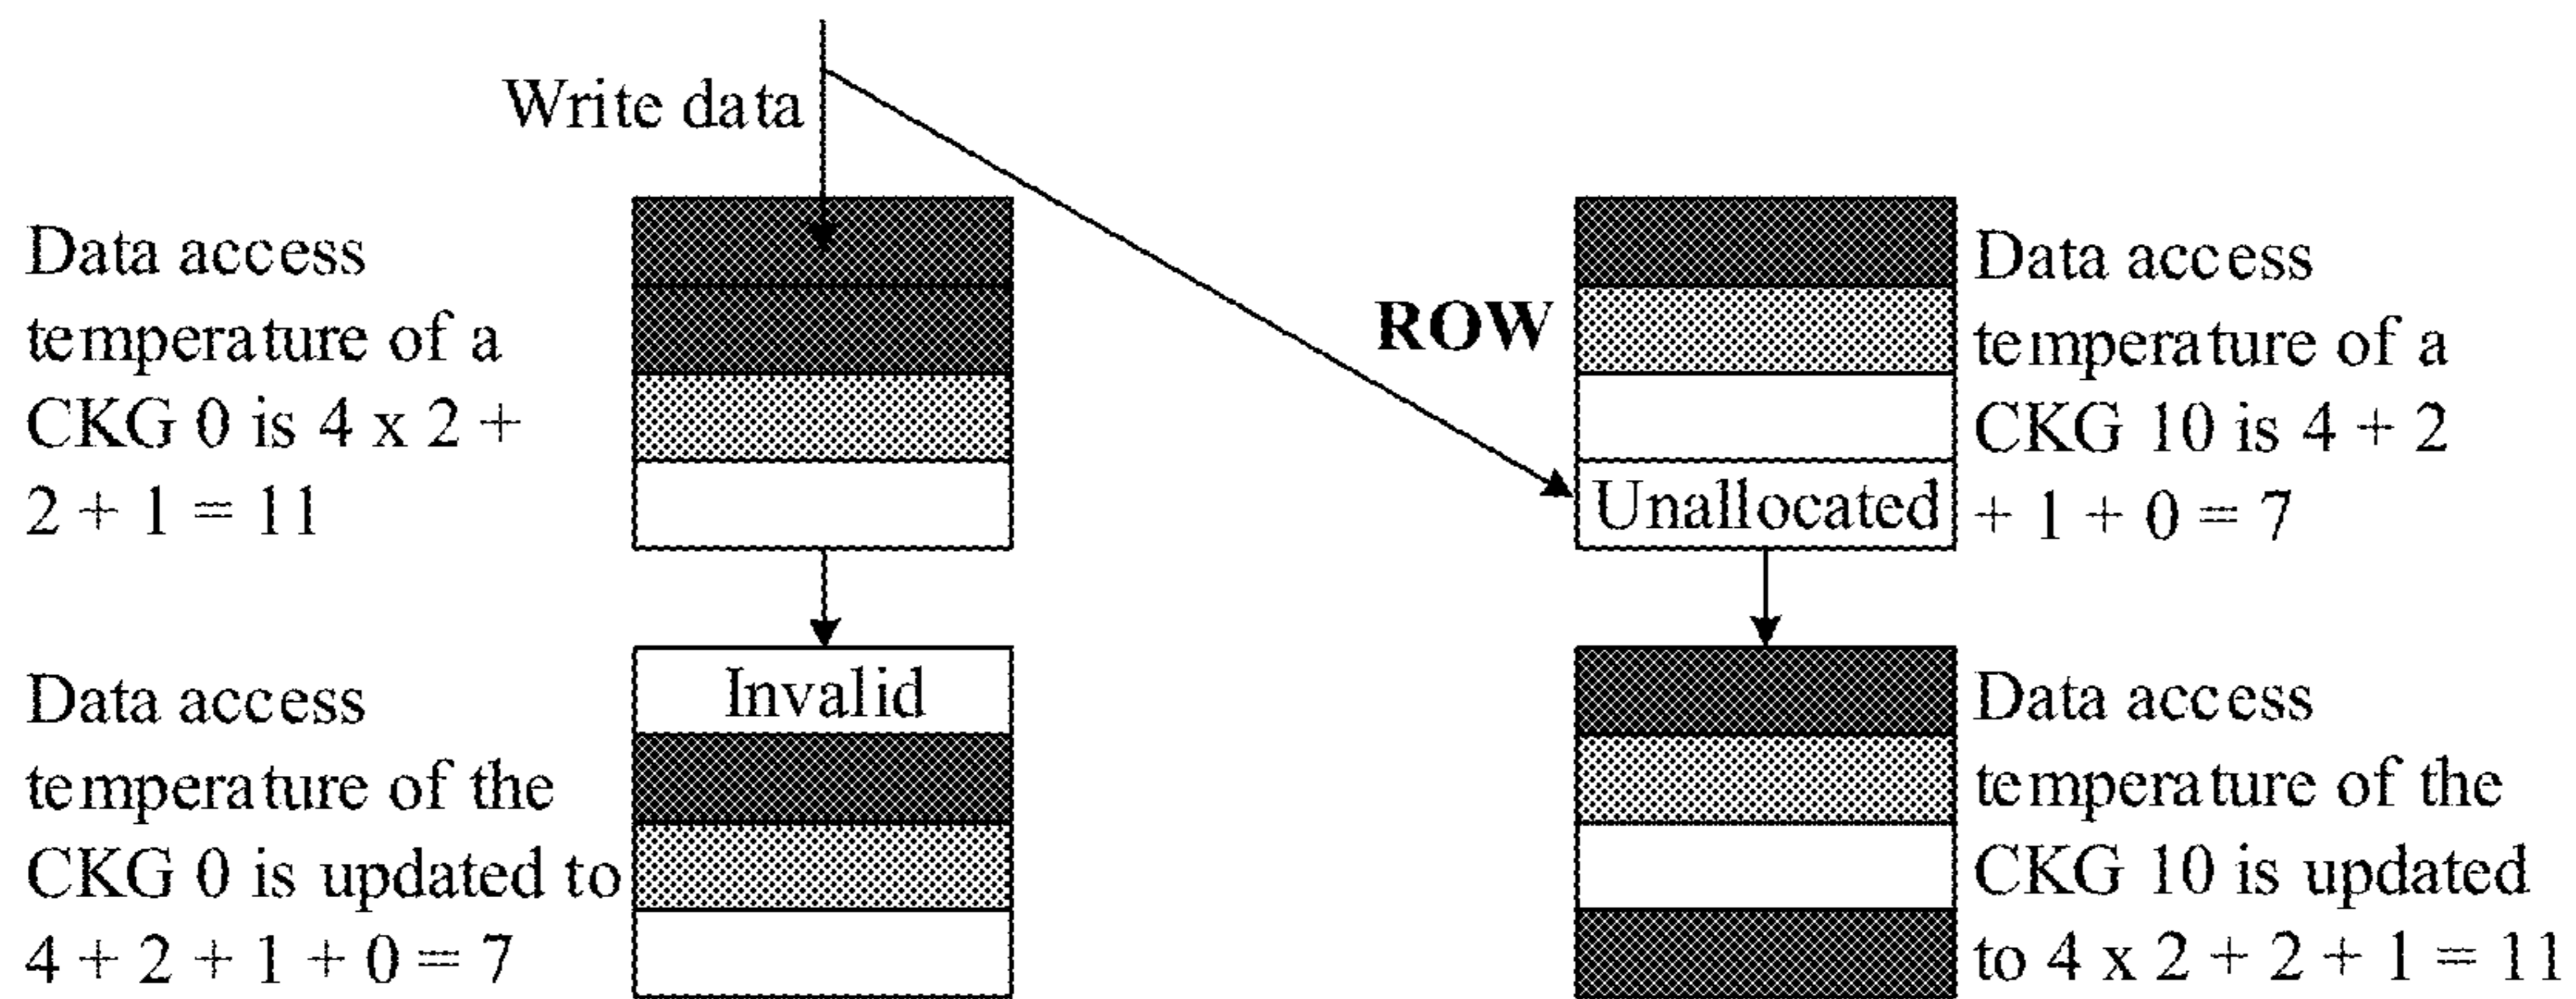 Write data
Data access
temperature of a
CKG 0 is 4 x 2 +
2 + 1 = 11
ROW
Unallocated
Data access
temperature of a
CKG 10 is 4 + 2
+ 1 + 0 = 7
Data access
temperature of the
CKG 0 is updated to
4 + 2 + 1 + 0 = 7
Invalid
Data access
temperature of the
CKG 10 is updated
to 4 x 2 + 2 + 1 = 11